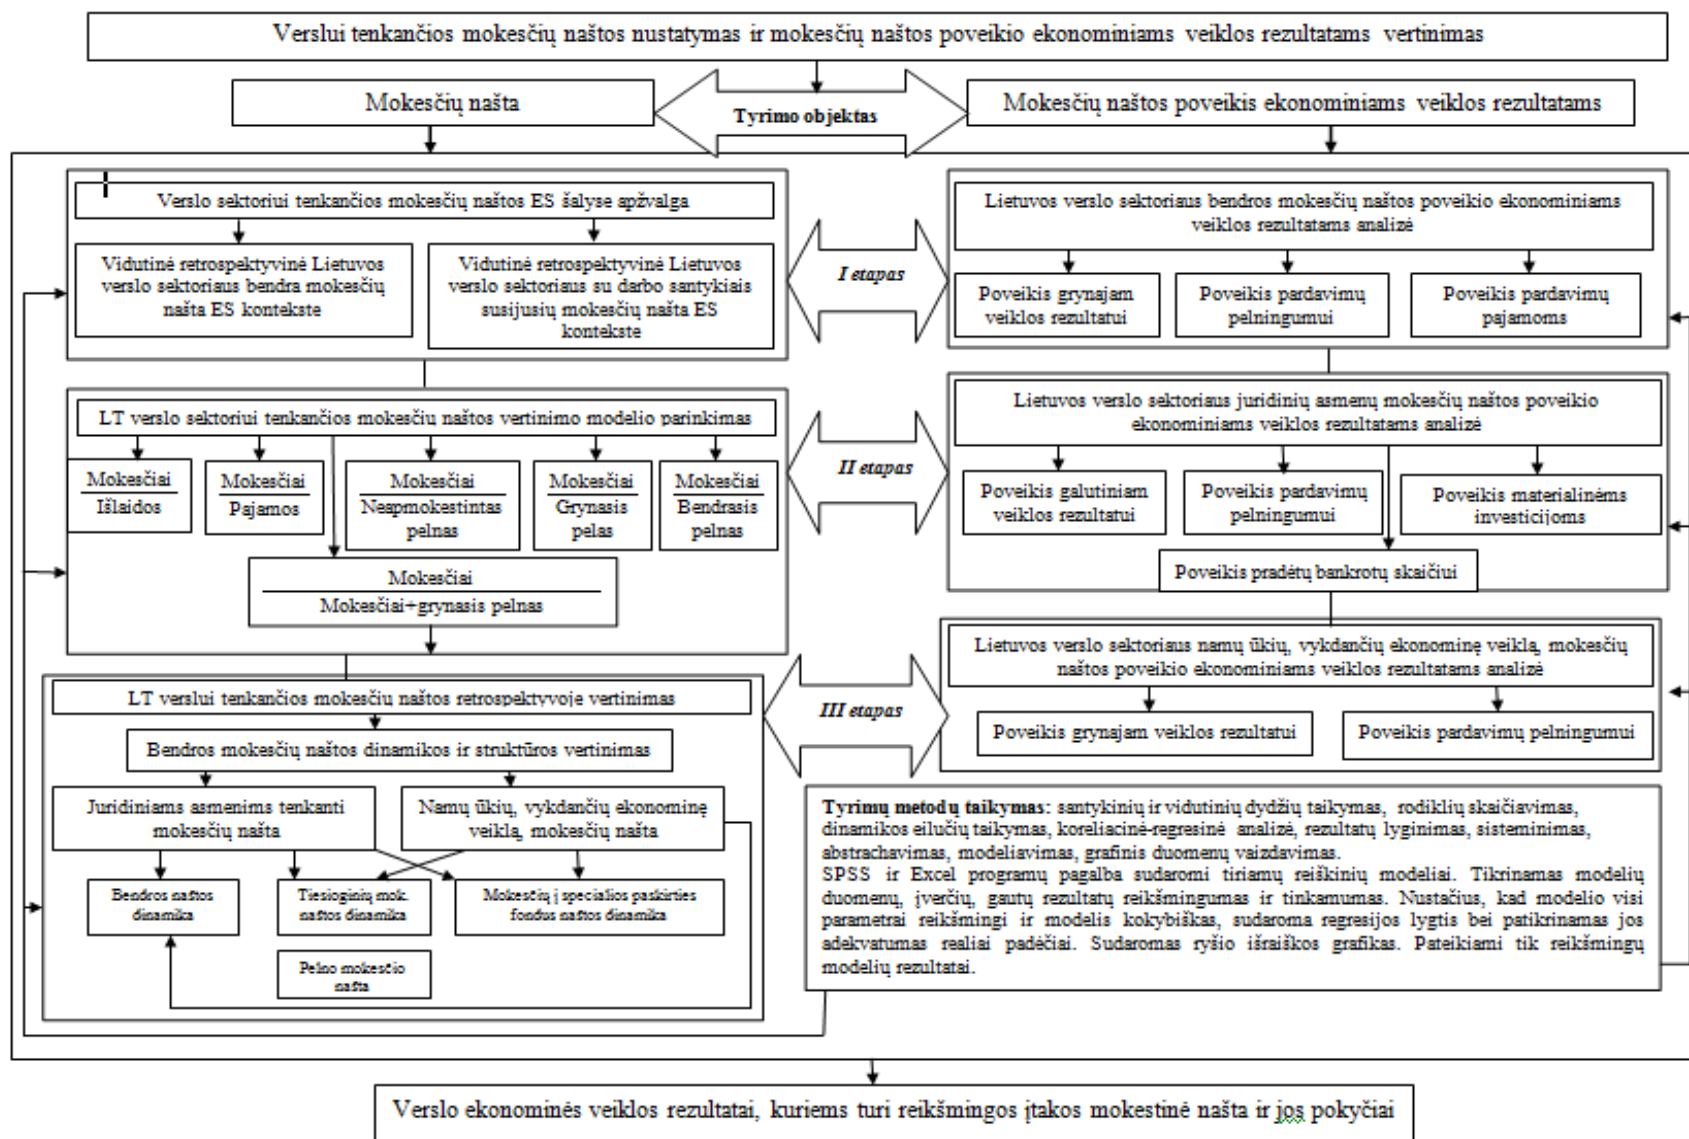 Verslui tenkančios mokesčių naštos nustatymas ir mokesčių naštos poveikio ekonominiams veiklos rezultatams vertinimas
Mokesčių našta
Tyrimo objektas
Mokesčių naštos poveikis ekonominiams veiklos rezultatams
Verslo sektoriui tenkančios mokesčių naštos ES šalyse apžvalga
Vidutinė retrospektyvinė Lietuvos
verslo sektoriaus bendra mokesčių
našta ES kontekste
Vidutinė retrospektyvinė Lietuvos
verslo sektoriaus su darbo santykiais
susijusių mokesčių našta ES
kontekste
I etapas
Lietuvos verslo sektoriaus bendros mokesčių naštos poveikio ekonominiams
veiklos rezultatams analizė
Poveikis grynajam
veiklos rezultatui
Poveikis pardavimų
pelningumui
Poveikis pardavimų
pajamoms
LT verslo sektoriui tenkančios mokesčių naštos vertinimo modelio parinkimas
Mokesčiai
Išlaidos
Mokesčiai
Pajamos
Mokesčiai
Neapmokestintas
pelnas
Mokesčiai
Grynasis
pelas
Mokesčiai
Bendrasis
pelnas
Mokesčiai
Mokesčiai+grynasis pelnas
II etapas
Lietuvos verslo sektoriaus juridinių asmenų mokesčių naštos poveikio
ekonominiams veiklos rezultatams analizė
Poveikis galutiniam
veiklos rezultatui
Poveikis pardavimų
pelningumui
Poveikis materialinėms
investicijoms
Poveikis pradėtų bankrotų skaičiui
LT verslui tenkančios mokesčių naštos retrospektyvoje vertinimas
Bendros mokesčių naštos dinamikos ir struktūros vertinimas
Juridiniams asmenims tenkanti
mokesčių našta
Namų ūkių, vykdančių ekonominę
veiklą, mokesčių našta
Bendros naštos
dinamika
Tiesioginių mok.
naštos dinamika
Mokesčių į specialios paskirties
fondus naštos dinamika
Pelno mokesčio
našta
III etapas
Lietuvos verslo sektoriaus namų ūkių, vykdančių ekonominę veiklą, mokesčių
naštos poveikio ekonominiams veiklos rezultatams analizė
Poveikis grynajam veiklos rezultatui
Poveikis pardavimų pelningumui
Tyrimų metodų taikymas: santykinių ir vidutinių dydžių taikymas, rodiklių skaičiavimas,
dinamikos eilučių taikymas, koreliacinė-regresinė analizė, rezultatų lyginimas, sisteminimas,
abstrachavimas, modeliavimas, grafinis duomenų vaizdavimas.
SPSS ir Excel programų pagalba sudaromi tiriamų reiškinių modeliai. Tikrinamas modelių
duomenų, įverčių, gautų rezultatų reikšmingumas ir tinkamumas. Nustačius, kad modelio visi
parametrai reikšmingi ir modelis kokybiškas, sudaroma regresijos lygtis bei patikrinamas jos
adekvatumas realiai padėčiai. Sudaromas ryšio išraiškos grafikas. Pateikiami tik reikšmingų
modelių rezultatai.
Verslo ekonominės veiklos rezultatai, kuriems turi reikšmingos įtakos mokestinė našta ir jos pokyčiai